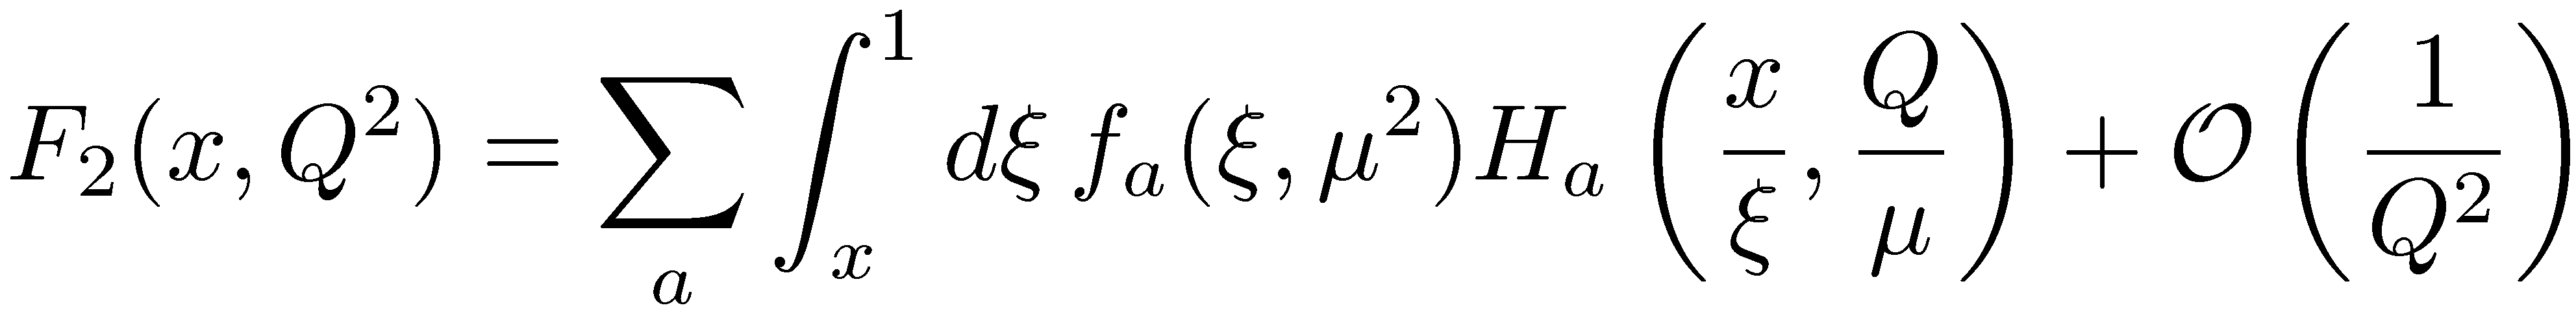 F_2(x, Q^2) = \sum_a \int_x^1 d\xi f_a(\xi, \mu^2) H_a \left( \frac{x}{\xi}, \frac{Q}{\mu} \right) + \mathcal{O} \left( \frac{1}{Q^2} \right)